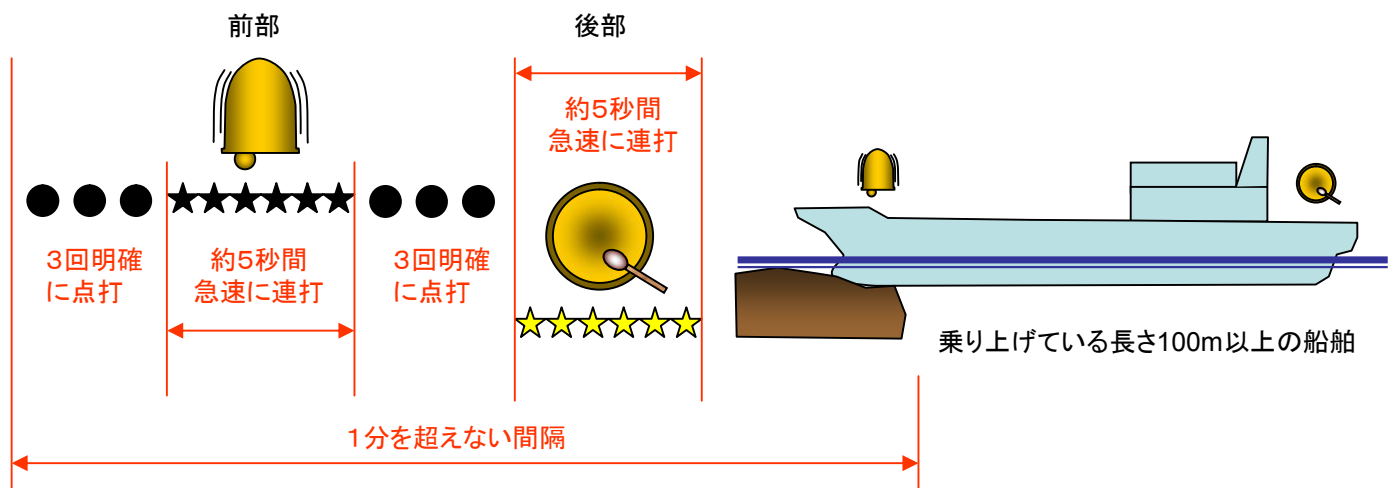 前部
後部
約5秒間
急速に連打
3回明確
に点打
約5秒間
急速に連打
3回明確
に点打
乗り上げている長さ100m以上の船舶
1分を超えない間隔